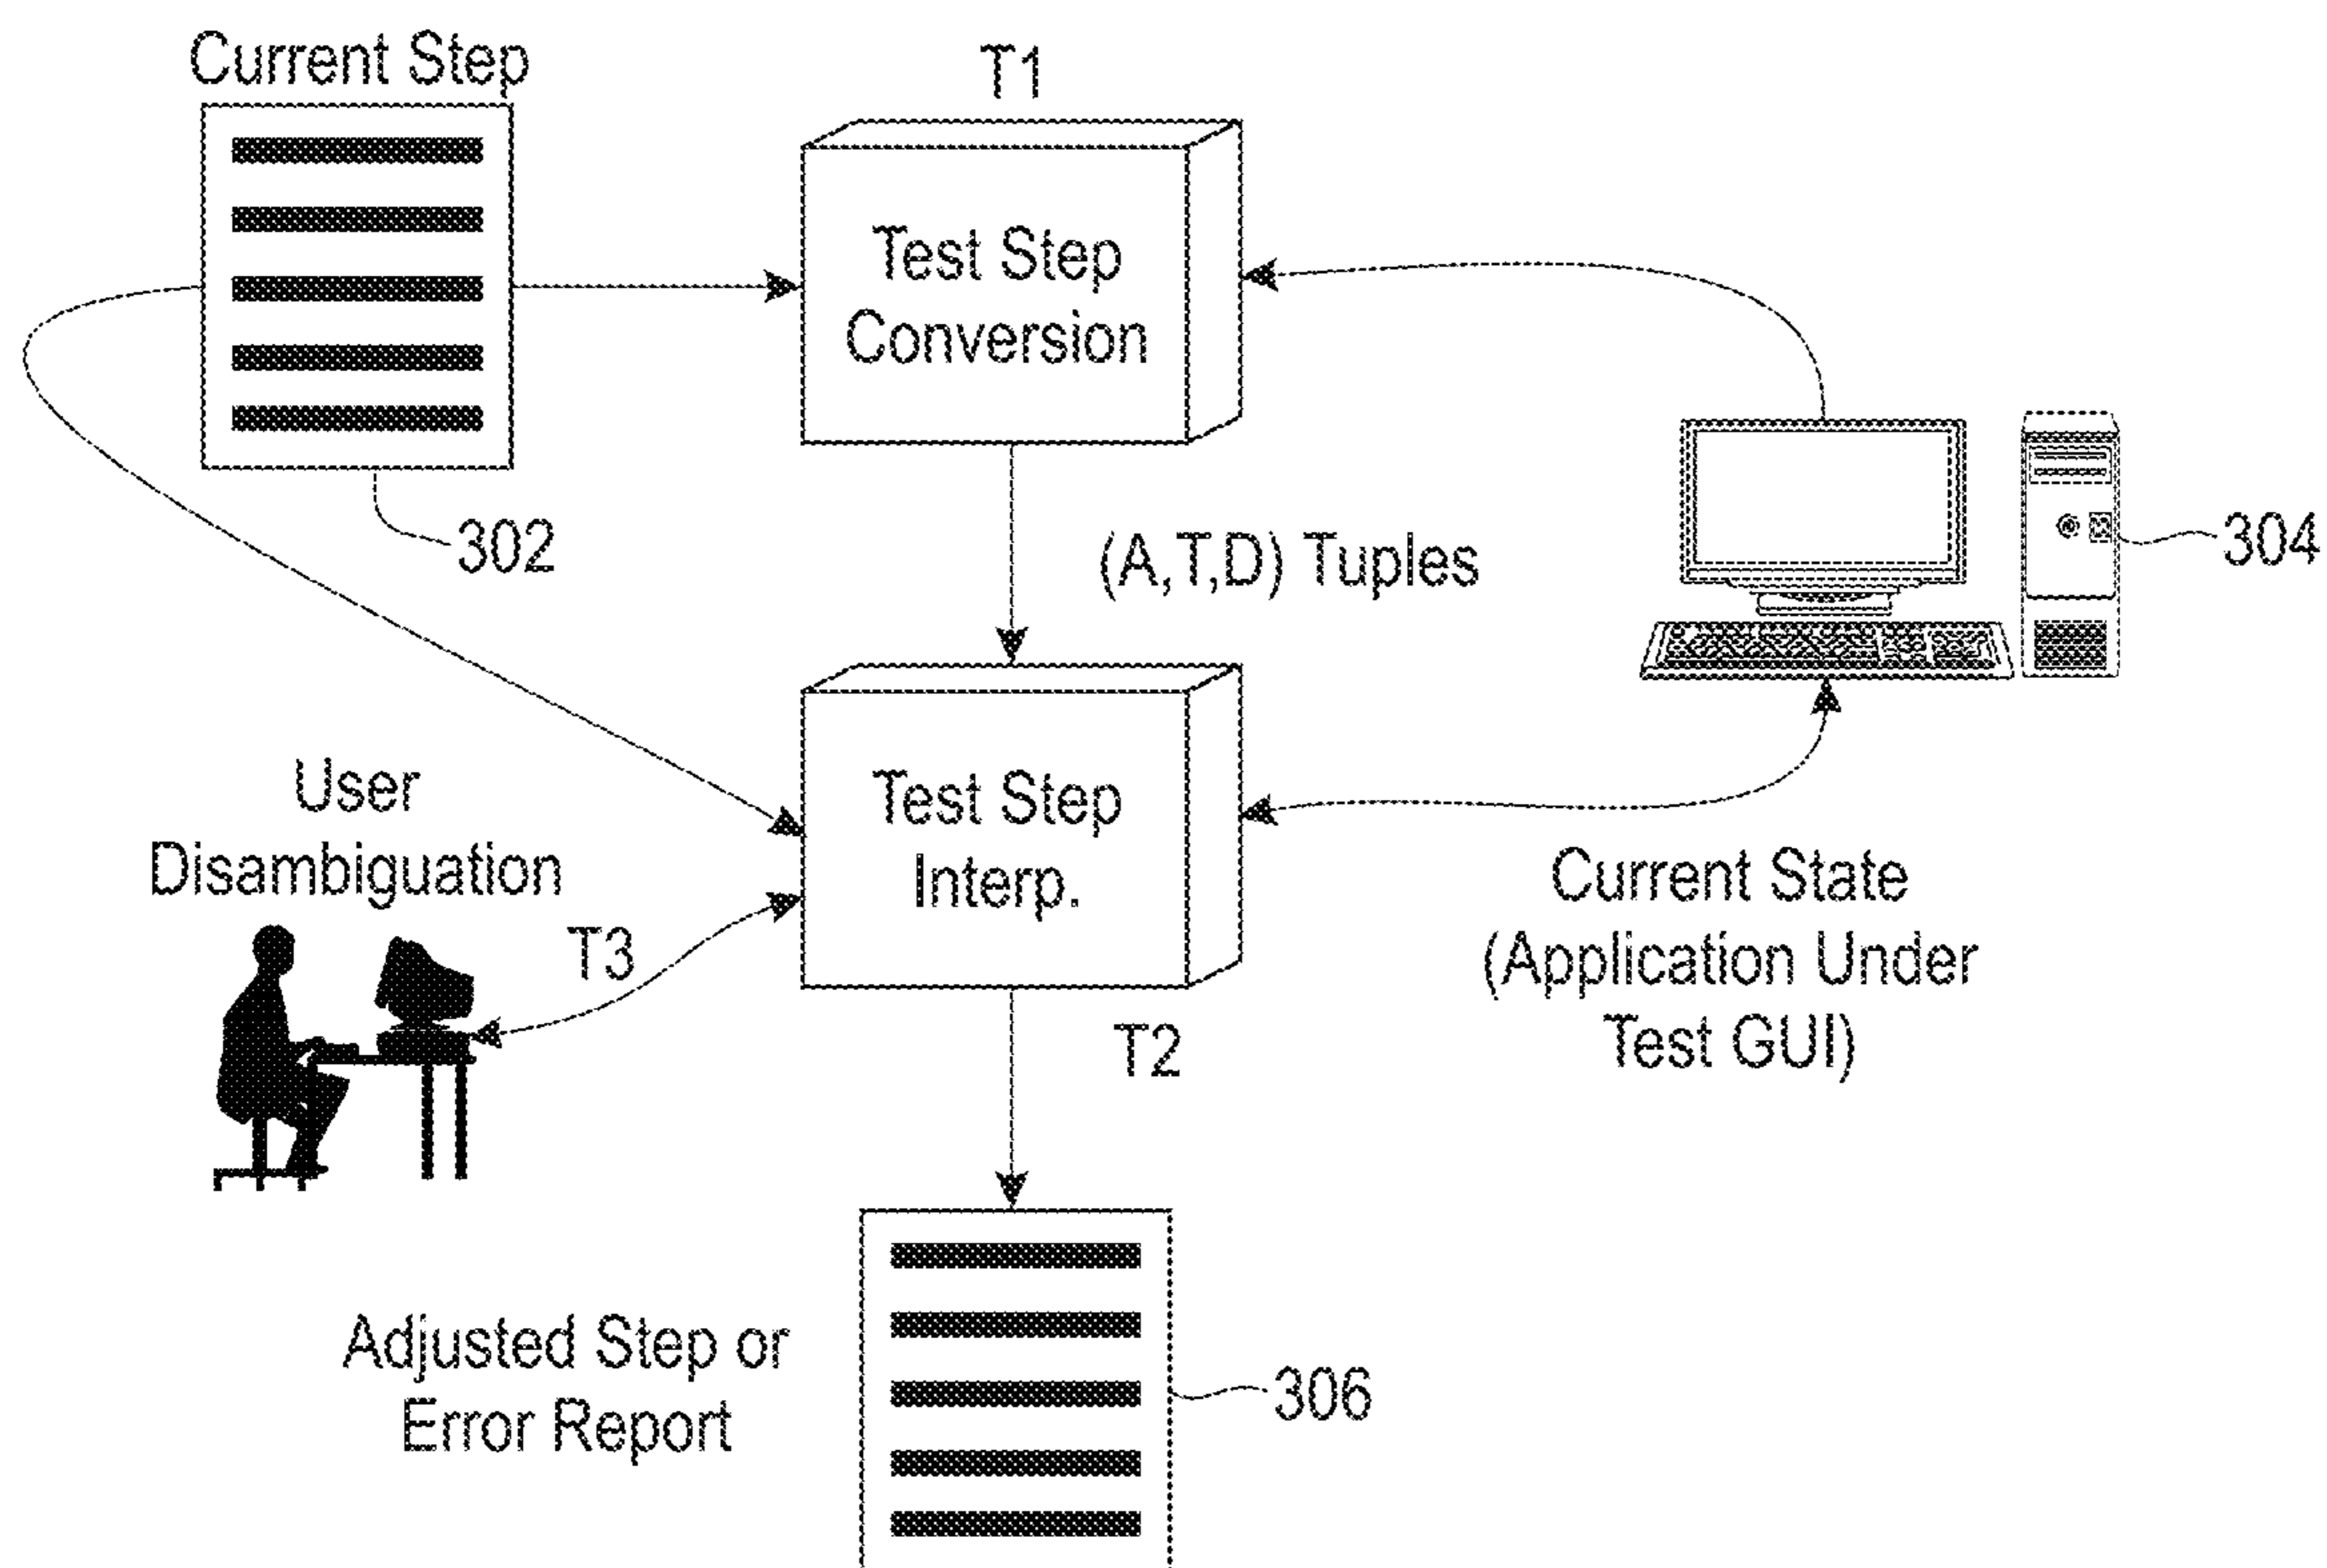 Current Step
T1
Test Step
Conversion
302
(A,T,D) Tuples
304
User
Disambiguation
T3
Test Step
Interp.
Current State
(Application Under
Test GUI)
T2
Adjusted Step or
Error Report
306